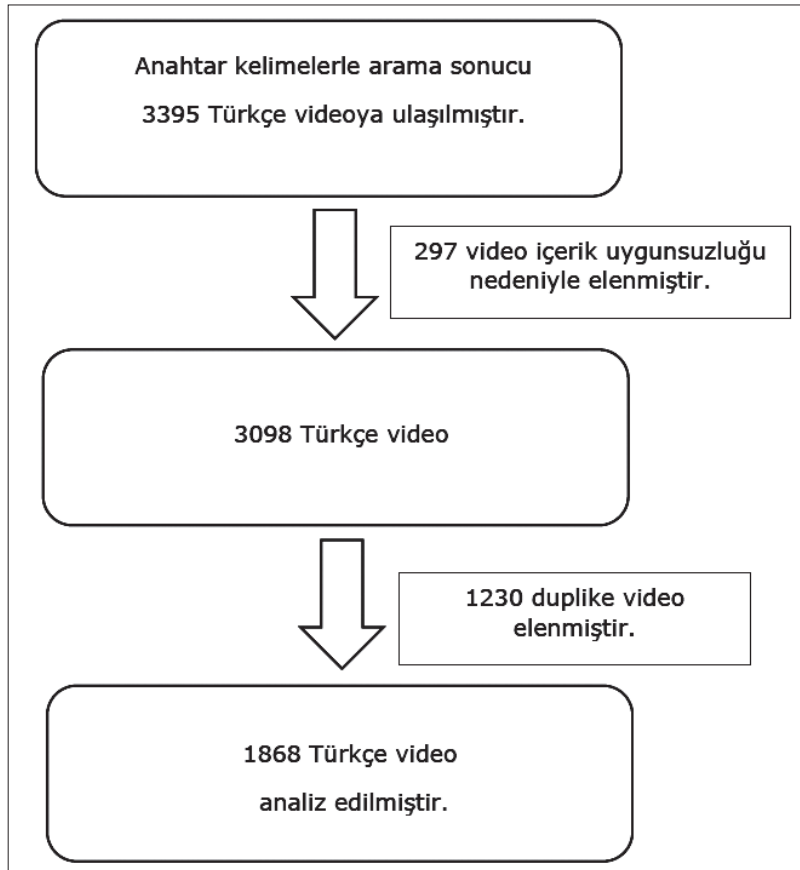 Anahtar kelimelerle arama sonucu
3395 Türkçe videoya ulaşılmıştır.
297 video içerik uygunsuzluğu
nedeniyle elenmiştir.
3098 Türkçe video
1230 duplike video
elenmiştir.
1868 Türkçe video
analiz edilmiştir.